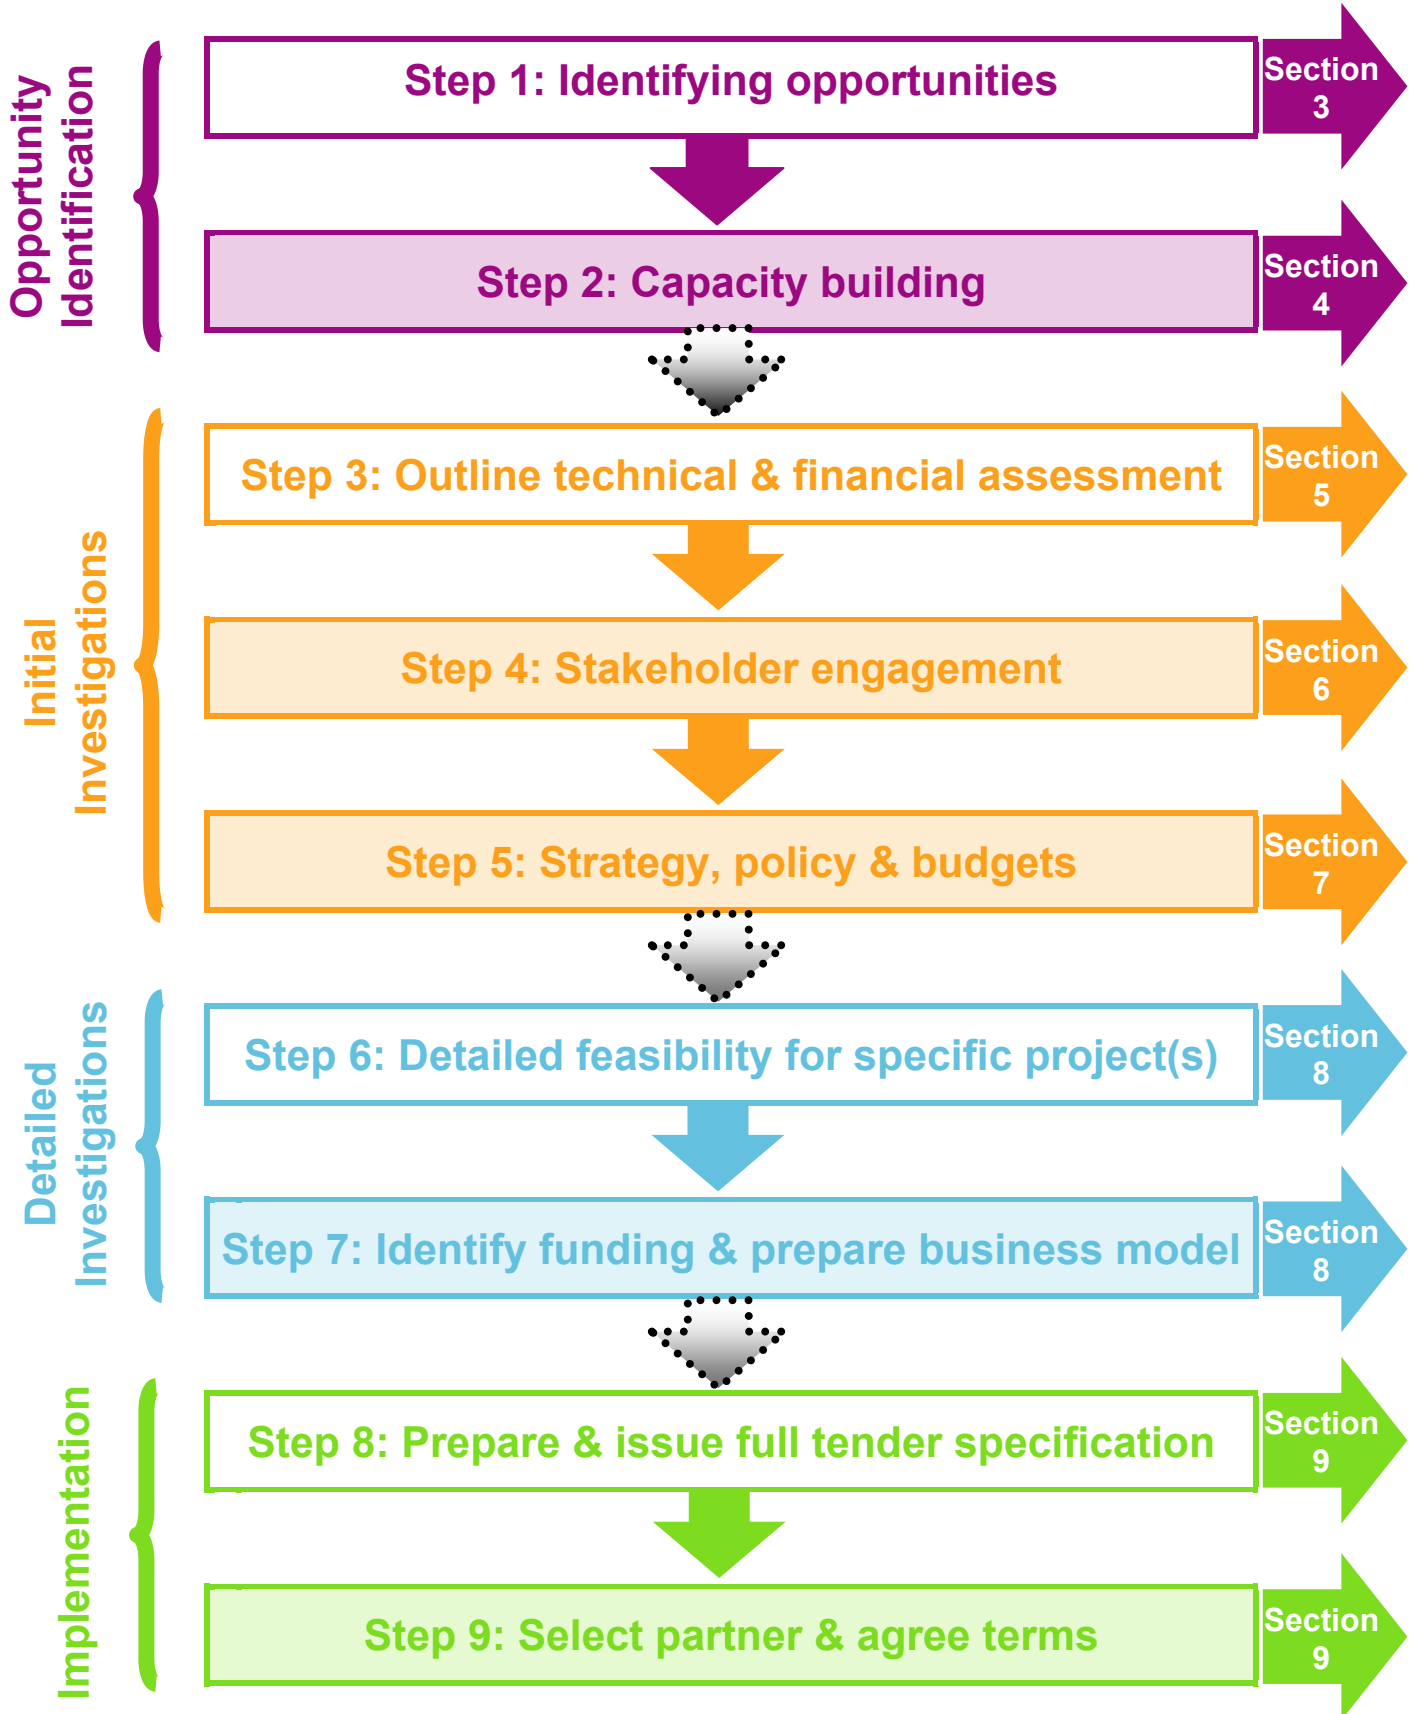 Opportunity
Identification
Step 1: Identifying opportunities
Section
3
Step 2: Capacity building
Section
4
Initial
Investigations
Step 3: Outline technical & financial assessment
Section
5
Step 4: Stakeholder engagement
Section
6
Step 5: Strategy, policy & budgets
Section
7
Detailed
Investigations
Step 6: Detailed feasibility for specific project(s)
Section
8
Step 7: Identify funding & prepare business model
Section
8
Implementation
Step 8: Prepare & issue full tender specification
Section
9
Step 9: Select partner & agree terms
Section
9